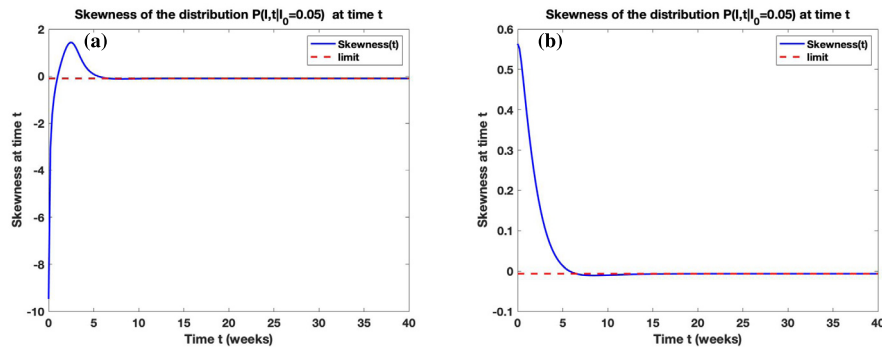 Skewness of the distribution P(I,t|I0=0.05) at time t
(a)
Skewness(t)
limit
2
0
-2
-4
-6
-8
-10
Skewness at time t
0 5 10 15 20 25 30 35 40
Time t (weeks)
Skewness of the distribution P(I,t|I0=0.05) at time t
(b)
Skewness(t)
limit
0.6
0.5
0.4
0.3
0.2
0.1
0
-0.1
Skewness at time t
0 5 10 15 20 25 30 35 40
Time t (weeks)